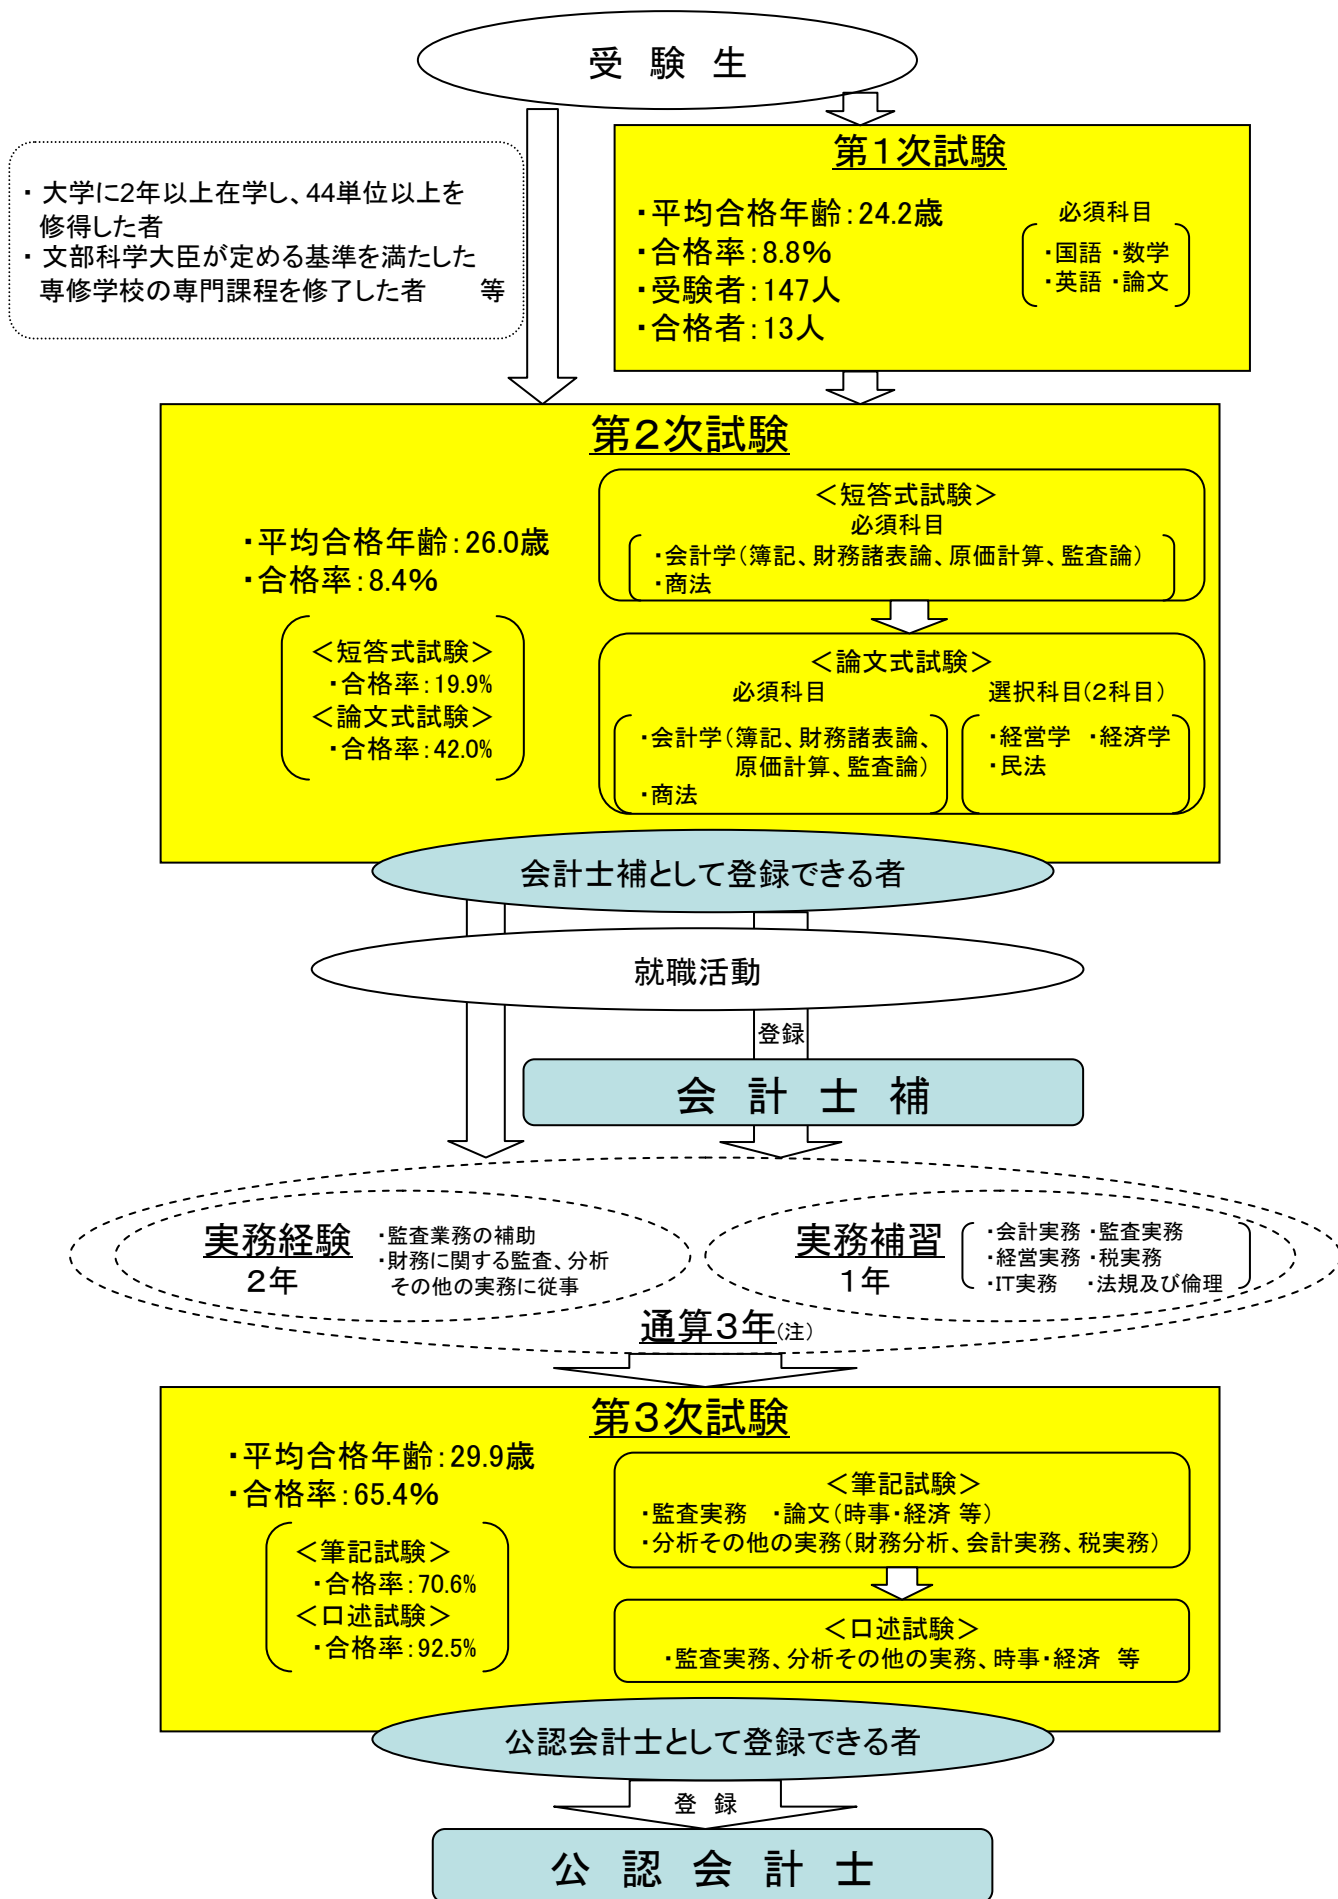 受 験 生
・ 大学に2年以上在学し、44単位以上を
修得した者
・ 文部科学大臣が定める基準を満たした
専修学校の専門課程を修了した者 等
第1次試験
・平均合格年齢：24.2歳
・合格率：8.8%
・受験者：147人
・合格者：13人
必須科目
・国語 ・数学
・英語 ・論文
第2次試験
・平均合格年齢：26.0歳
・合格率：8.4%
＜短答式試験＞
・合格率：19.9%
＜論文式試験＞
・合格率：42.0%
＜短答式試験＞
必須科目
・会計学（簿記、財務諸表論、原価計算、監査論）
・商法
＜論文式試験＞
必須科目
・会計学（簿記、財務諸表論、
原価計算、監査論）
・商法
選択科目（2科目）
・経営学 ・経済学
・民法
会計士補として登録できる者
就職活動
登録
会 計 士 補
実務経験
2年
・監査業務の補助
・財務に関する監査、分析
その他の実務に従事
実務補習
1年
・会計実務 ・監査実務
・経営実務 ・税実務
・IT実務 ・法規及び倫理
通算3年（注）
第3次試験
・平均合格年齢：29.9歳
・合格率：65.4%
＜筆記試験＞
・合格率：70.6%
＜口述試験＞
・合格率：92.5%
＜筆記試験＞
・監査実務 ・論文（時事・経済 等）
・分析その他の実務（財務分析、会計実務、税実務）
＜口述試験＞
・監査実務、分析その他の実務、時事・経済 等
公認会計士として登録できる者
登 録
公 認 会 計 士